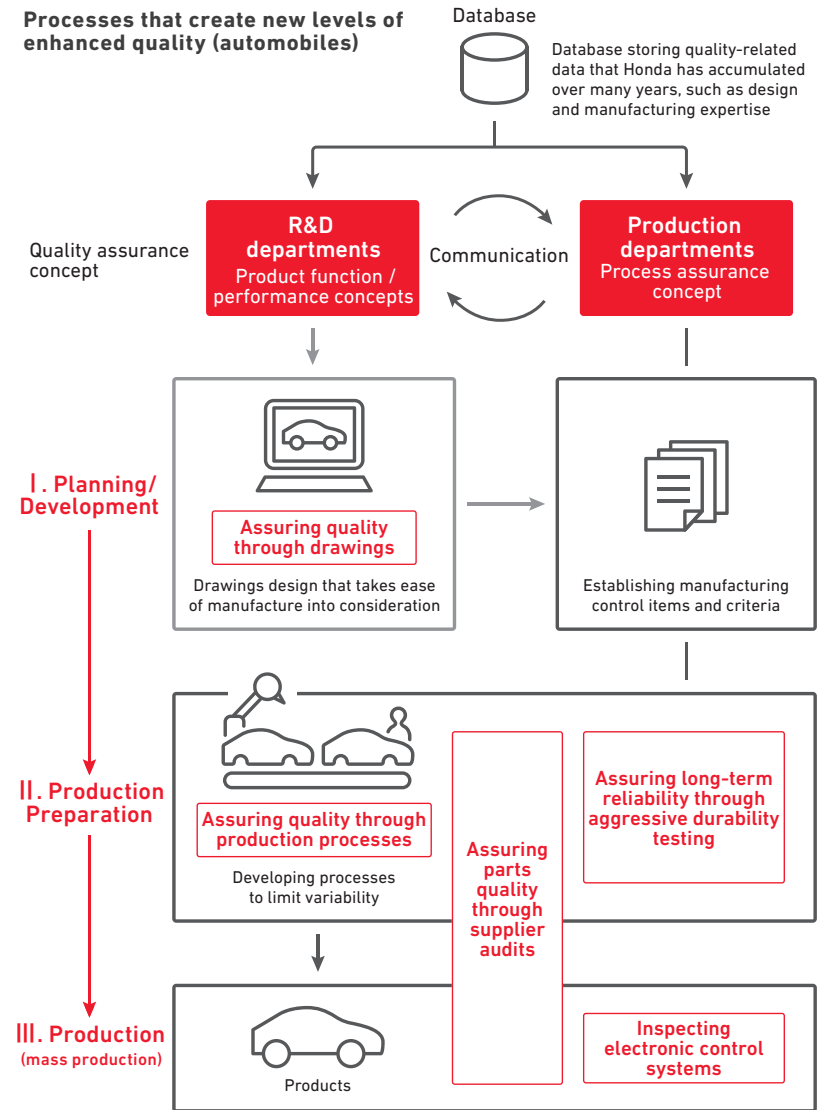 Processes that create new levels of
enhanced quality (automobiles)
Database
Database storing quality-related
data that Honda has accumulated
over many years, such as design
and manufacturing expertise
Quality assurance
concept
R&D
departments
Product function /
performance concepts
Communication
Production
departments
Process assurance
concept
Ⅰ. Planning/
Development
Assuring quality
through drawings
Drawings design that takes ease
of manufacture into consideration
Establishing manufacturing
control items and criteria
Ⅱ. Production
Preparation
Assuring quality through
production processes
Developing processes
to limit variability
Assuring
parts
quality
through
supplier
audits
Assuring long-term
reliability through
aggressive durability
testing
Ⅲ. Production
(mass production)
Products
Inspecting
electronic control
systems